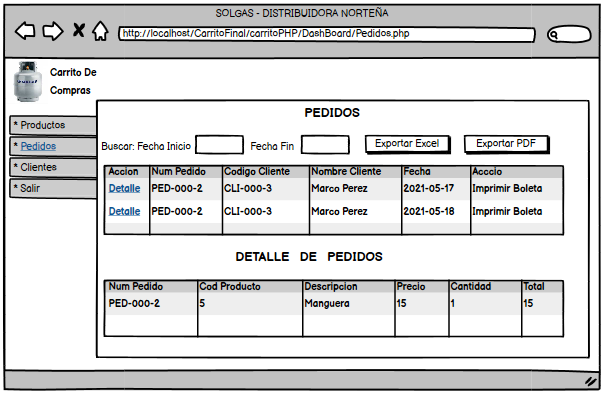 SOLGAS - DISTRIBUIDORA NORTEÑA
http://localhost/CarritoFinal/carritoPHP/DashBoard/Pedidos.php
Carrito De
Compras
* Productos
* Pedidos
* Clientes
* Salir
PEDIDOS
Buscar: Fecha Inicio Fecha Fin Exportar Excel Exportar PDF
Accion Num Pedido Codigo Cliente Nombre Cliente Fecha Acccio
Detalle PED-000-2 CLI-000-3 Marco Perez 2021-05-17 Imprimir Boleta
Detalle PED-000-2 CLI-000-3 Marco Perez 2021-05-18 Imprimir Boleta
DETALLE DE PEDIDOS
Num Pedido Cod Producto Descripcion Precio Cantidad Total
PED-000-2 5 Manguera 15 1 15